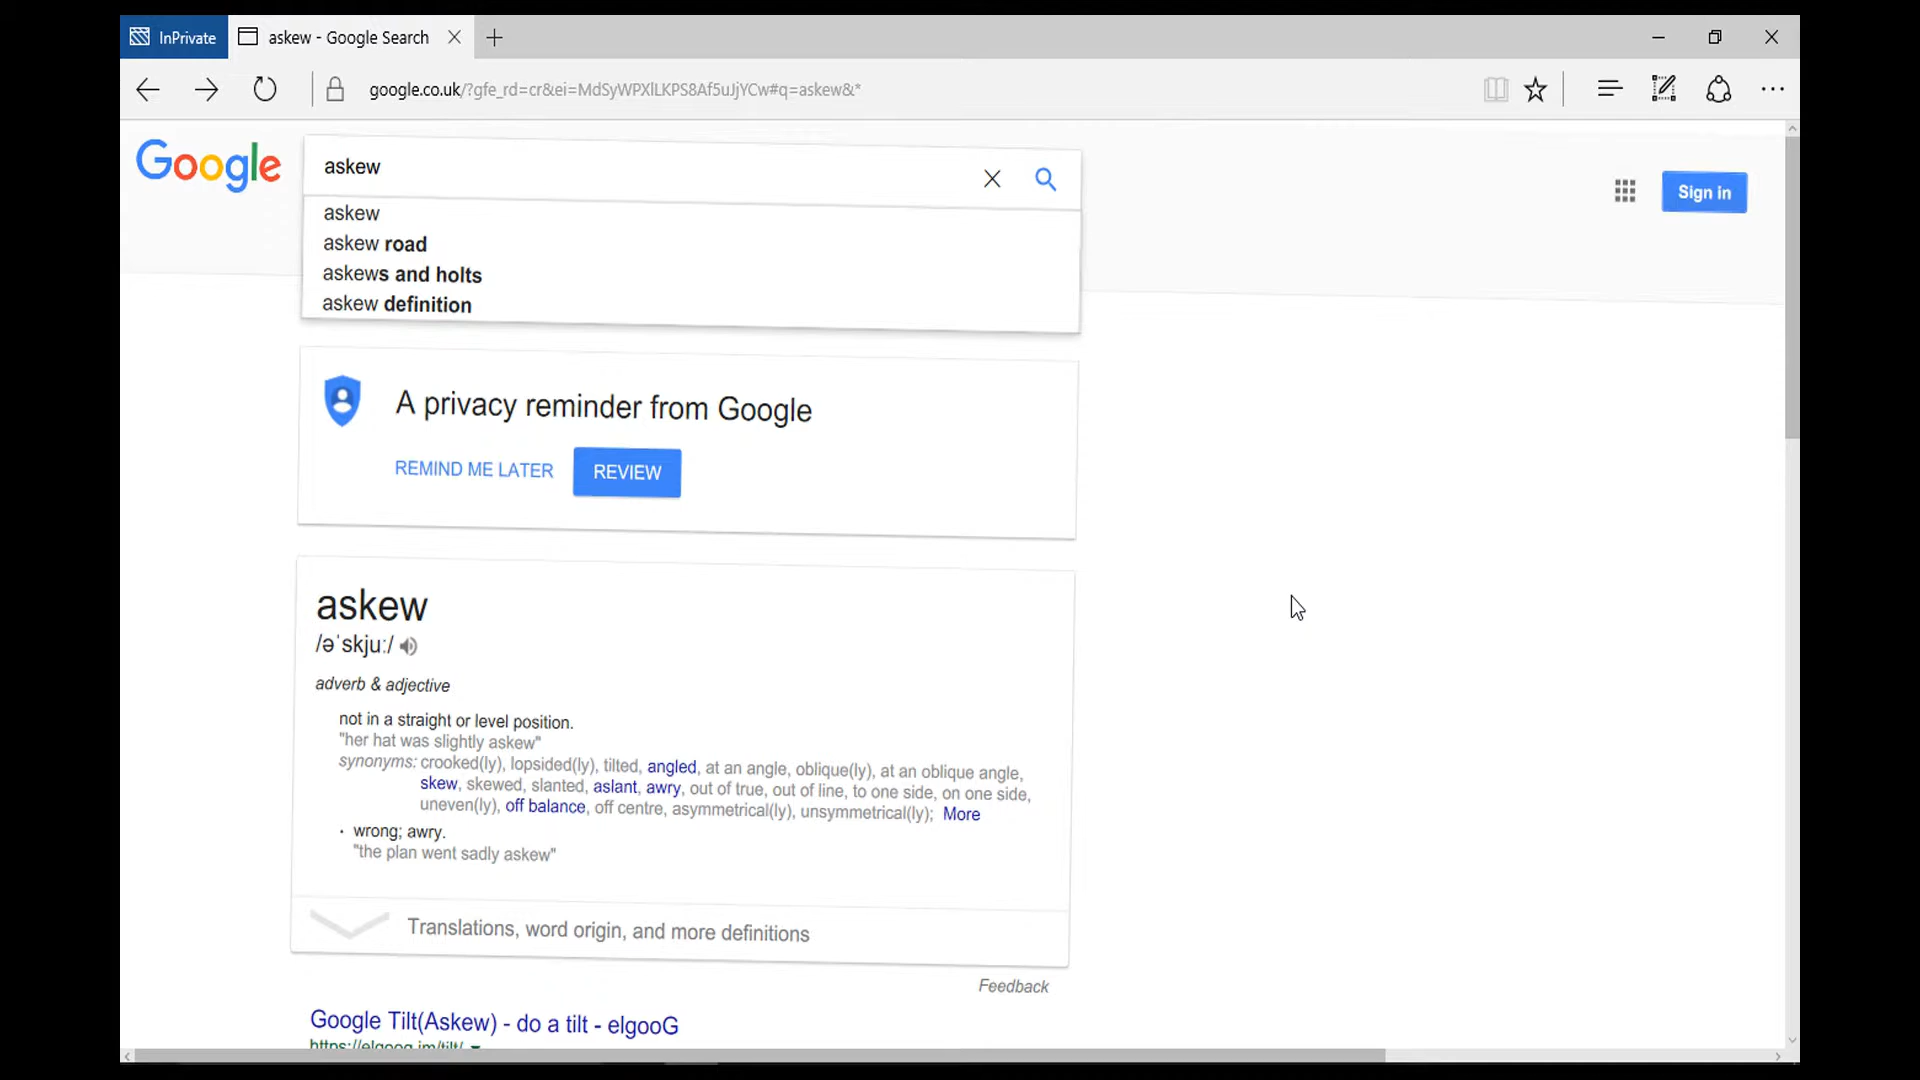 InPrivate
askew - Google Search
google.co.uk/?gfe_rd=cr&ei=MdSyWPXlLKPS8Af5uJjYCw#q=askew&*
Google
askew
Sign in
askew
askew road
askews and holts
askew definition
A privacy reminder from Google
REMIND ME LATER
REVIEW
askew
/əˈskjuː/
adverb & adjective
not in a straight or level position.
"her hat was slightly askew"
synonyms: crooked(ly), lopsided(ly), tilted, angled, at an angle, oblique(ly), at an oblique angle,
skew, skewed, slanted, aslant, awry, out of true, out of line, to one side, on one side,
uneven(ly), off balance, off centre, asymmetrical(ly), unsymmetrical(ly); More
· wrong; awry.
"the plan went sadly askew"
Translations, word origin, and more definitions
Feedback
Google Tilt(Askew) - do a tilt - elgooG
https://elgoog.im/tilt/